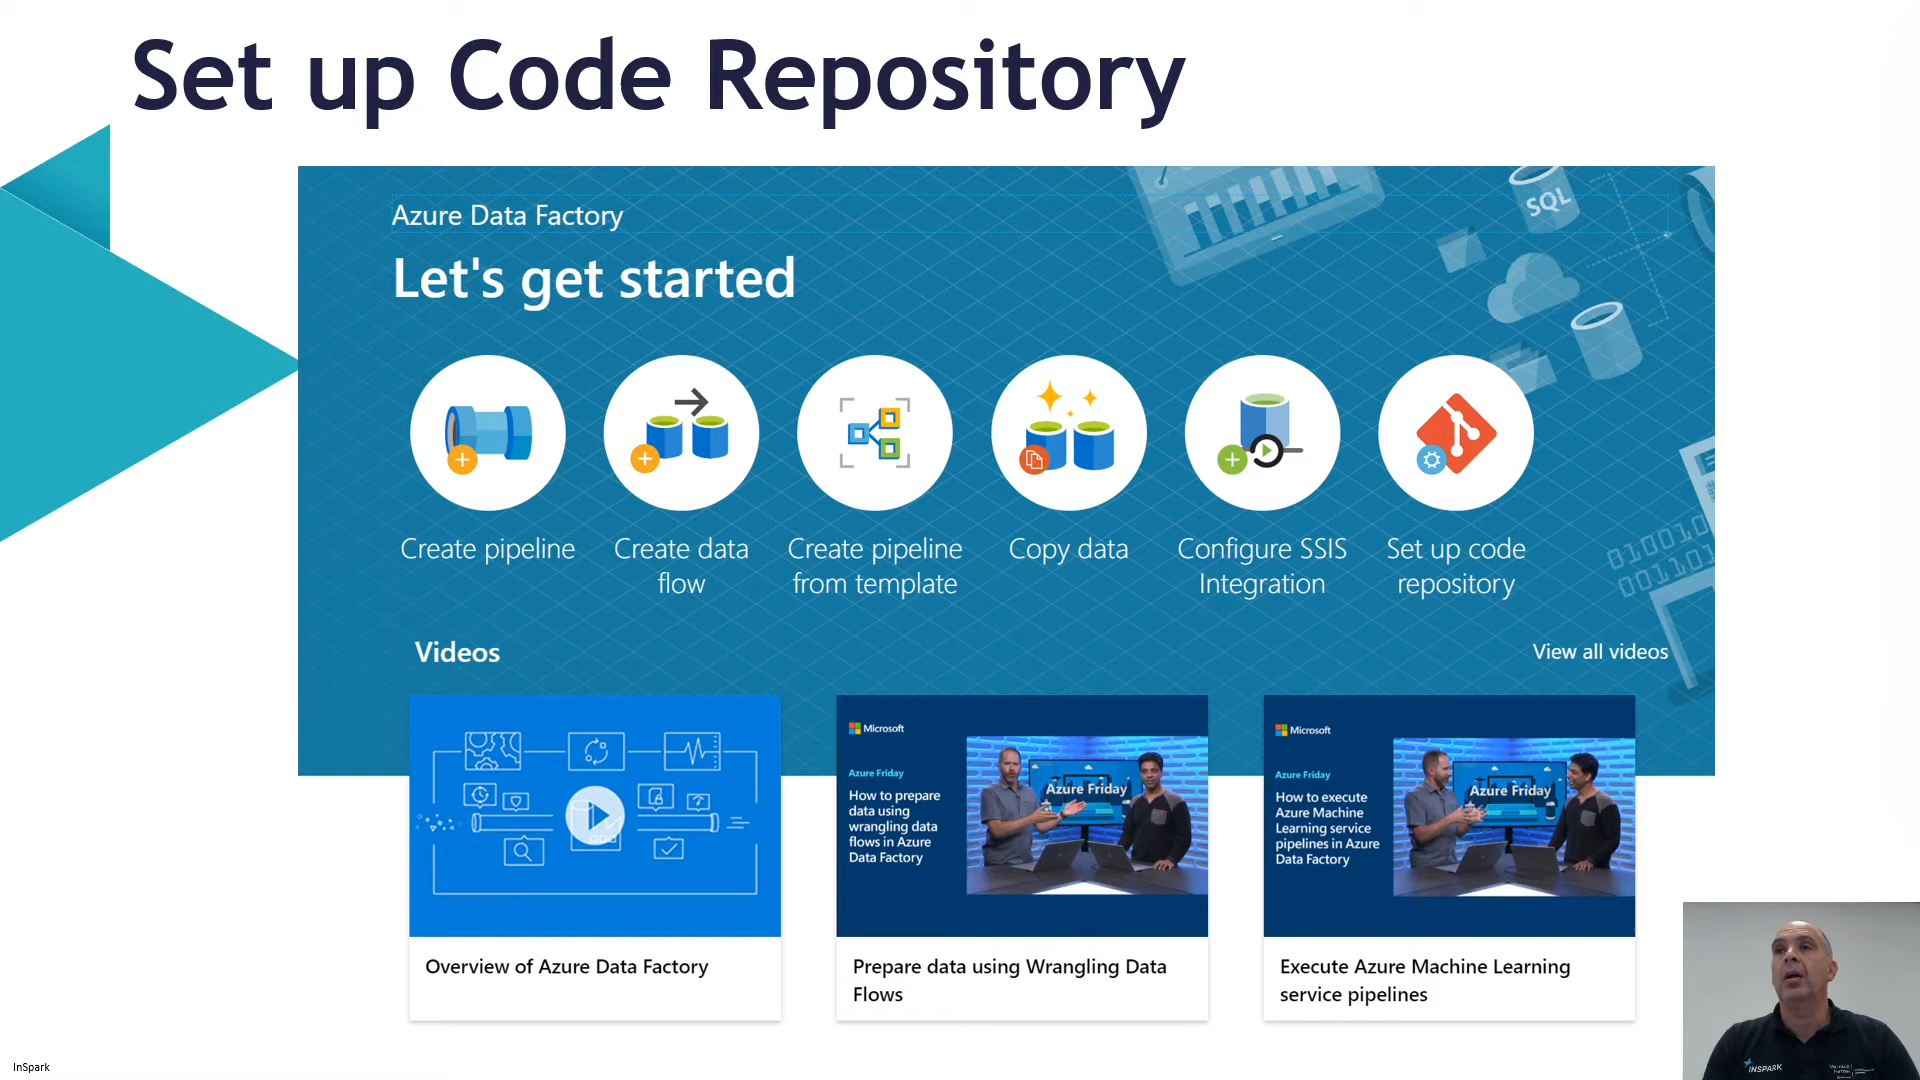 Set up Code Repository
Azure Data Factory
Let's get started
SQL
Create pipeline
Create data
flow
Create pipeline
from template
Copy data
Configure SSIS
Integration
Set up code
repository
Videos
View all videos
Microsoft
Azure Friday
How to prepare
data using
wrangling data
flows in Azure
Data Factory
Azure Friday
Microsoft
Azure Friday
How to execute
Azure Machine
Learning service
pipelines in Azure
Data Factory
Azure Friday
Overview of Azure Data Factory
Prepare data using Wrangling Data
Flows
Execute Azure Machine Learning
service pipelines
InSpark
INSPARK